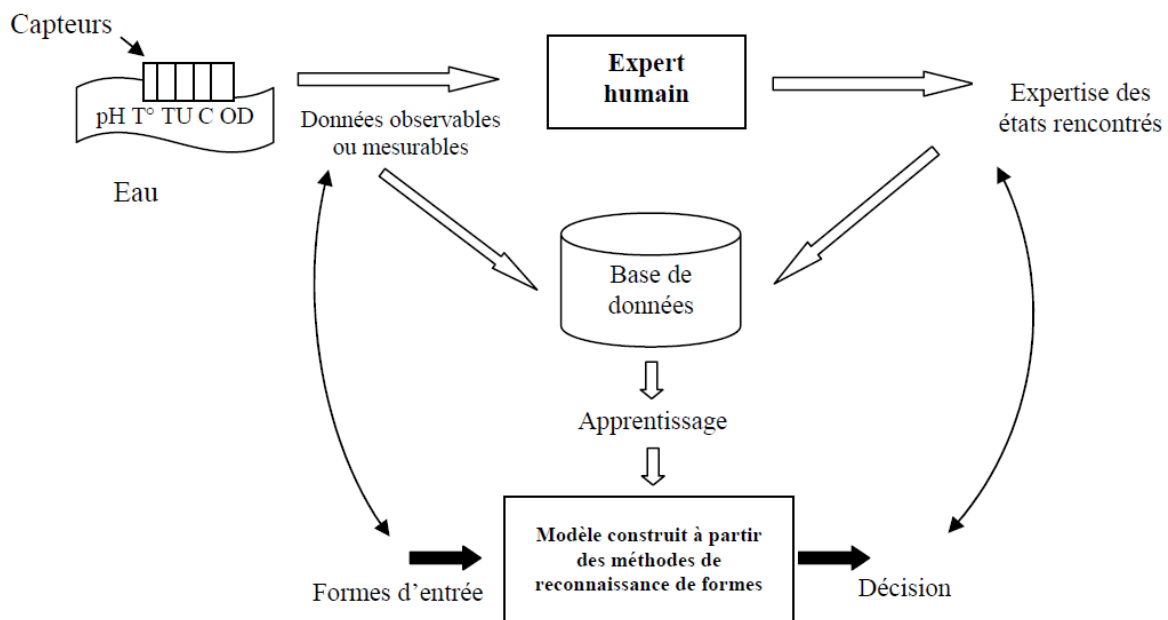 Capteurs
pH T° TU C OD
Eau
Données observables
ou mesurables
Expert
humain
Expertise des
états rencontrés
Base de
données
Apprentissage
Modèle construit à partir
des méthodes de
reconnaissance de formes
Formes d’entrée
Décision